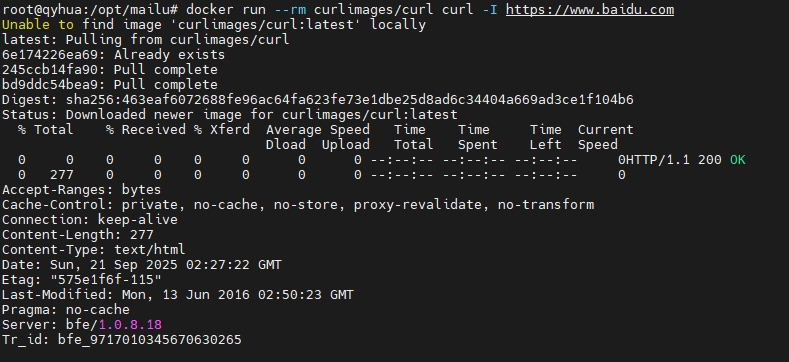 root@qyhua:/opt/mailu# docker run --rm curlimages/curl curl -I https://www.baidu.com
Unable to find image 'curlimages/curl:latest' locally
latest: Pulling from curlimages/curl
6e174226ea69: Already exists
245ccb14fa90: Pull complete
bd9ddc54bea9: Pull complete
Digest: sha256:463eaf6072688fe96ac64fa623fe73e1dbe25d8ad6c34404a669ad3ce1f104b6
Status: Downloaded newer image for curlimages/curl:latest
  % Total    % Received % Xferd  Average Speed   Time    Time     Time  Current
                                 Dload  Upload   Total   Spent    Left  Speed
  0     0    0     0    0     0      0      0 --:--:-- --:--:-- --:--:--     0HTTP/1.1 200 OK
  0   277    0     0    0     0      0      0 --:--:-- --:--:-- --:--:--     0
Accept-Ranges: bytes
Cache-Control: private, no-cache, no-store, proxy-revalidate, no-transform
Connection: keep-alive
Content-Length: 277
Content-Type: text/html
Date: Sun, 21 Sep 2025 02:27:22 GMT
Etag: "575e1f6f-115"
Last-Modified: Mon, 13 Jun 2016 02:50:23 GMT
Pragma: no-cache
Server: bfe/1.0.8.18
Tr_id: bfe_9717010345670630265